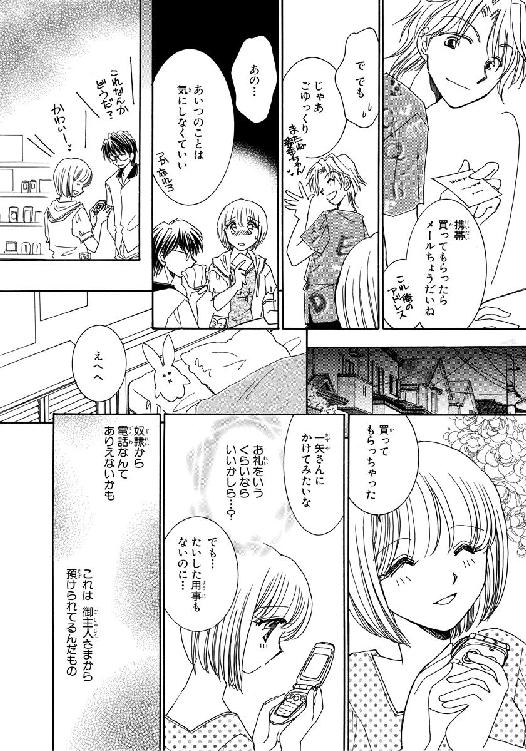 で でも
携帯
買ってもらったら
メールちょうだいね
これ俺の
アドレス
じゃあ
ごゆっくり
またね
あの…
あいつのことは
気にしなくていい
これなんか
どうだ?
かわいー
買って
もらっちゃった
えへへ
一矢さんに
かけてみたいな
お礼をいう
くらいなら
いいかしら…?
でも…
たいした用事も
ないのに…
奴隷から
電話なんて
ありえないかも
これは 御主人さまから
預けられてるんだもの